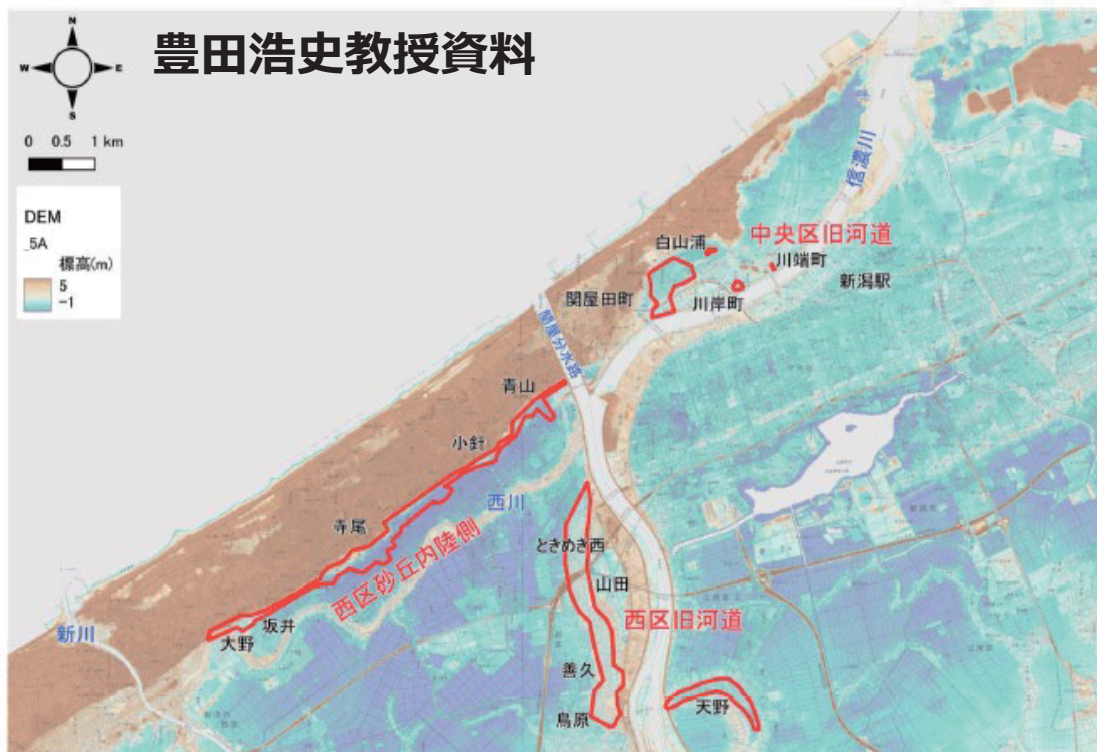 豊田浩史教授資料
N
W
E
S
0 0.5 1 km
DEM
_5A
標高(m)
5
-1
信濃川
白山浦
中央区旧河道
川端町
新潟駅
関屋田町
川岸町
関屋分水路
青山
小針
西川
寺尾
ときめき西
西区砂丘内陸側
山田
坂井
西区旧河道
新川
大野
善久
天野
鳥原